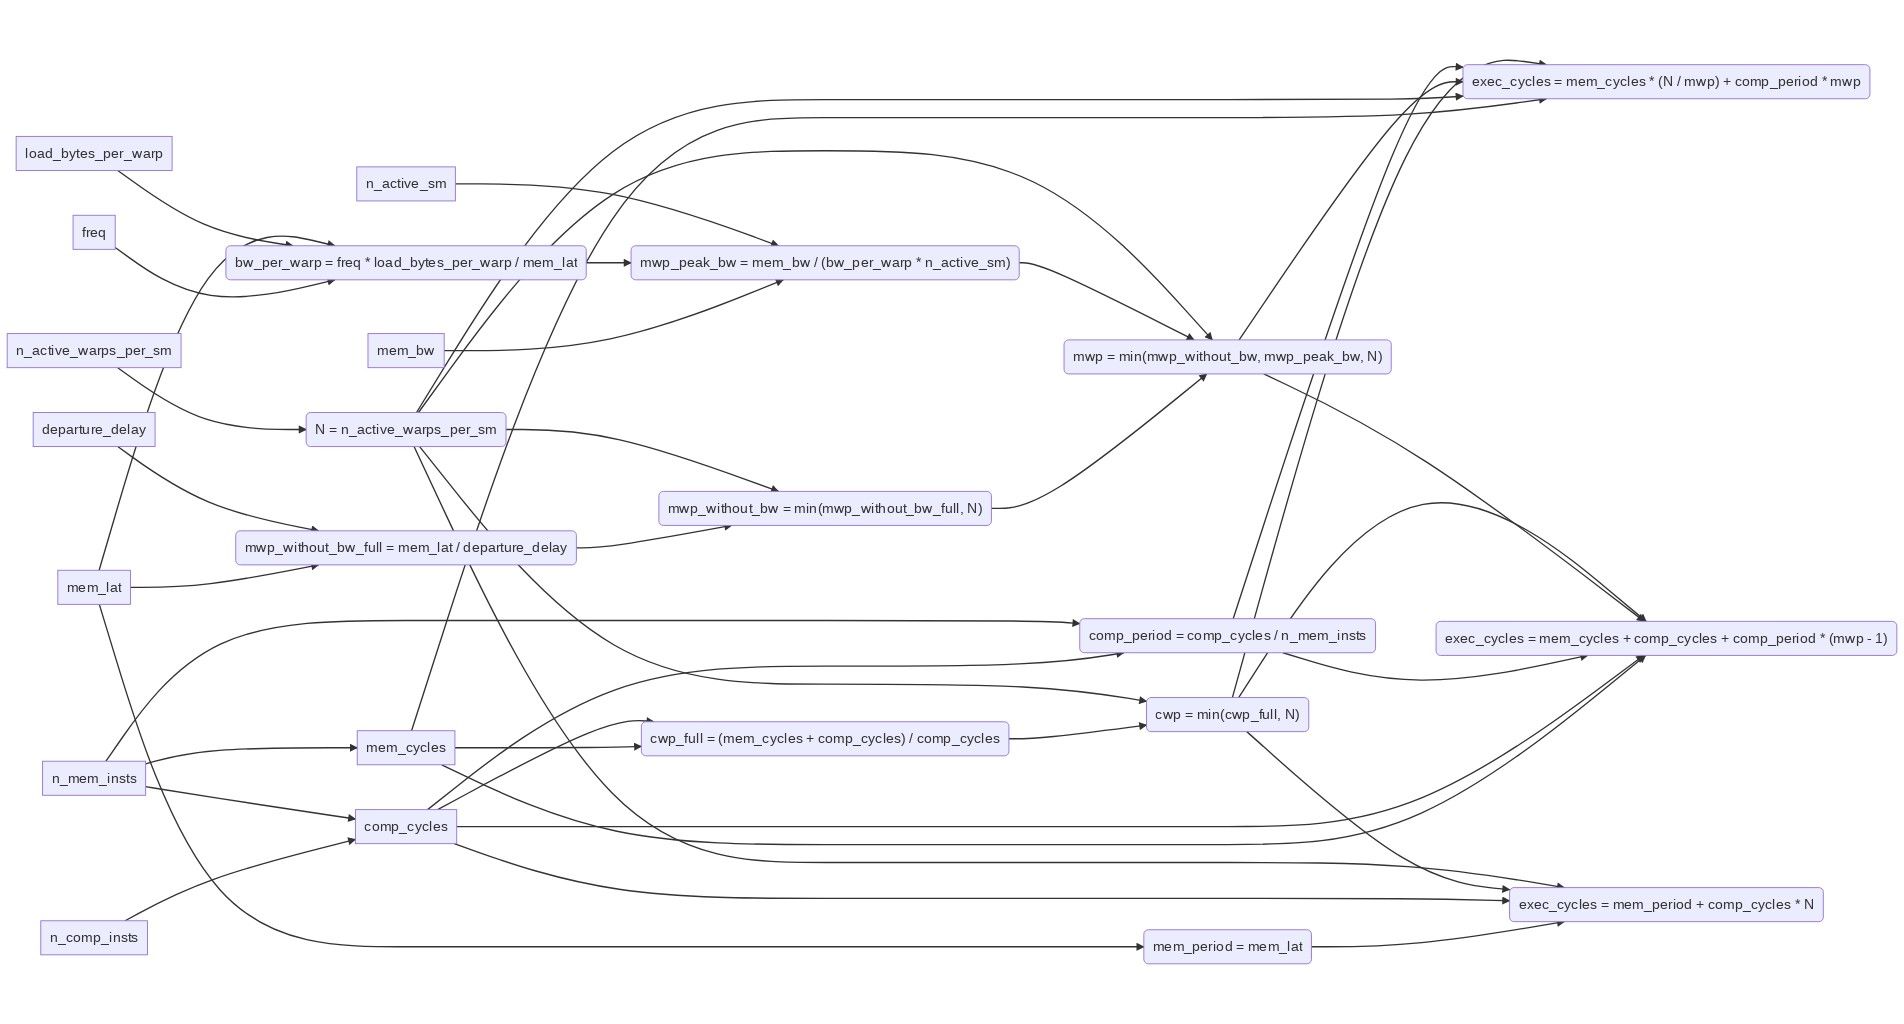 load_bytes_per_warp
freq
n_active_warps_per_sm
departure_delay
mem_lat
n_mem_insts
n_comp_insts
n_active_sm
bw_per_warp = freq * load_bytes_per_warp / mem_lat
mem_bw
N = n_active_warps_per_sm
mwp_without_bw_full = mem_lat / departure_delay
mem_cycles
comp_cycles
mwp_peak_bw = mem_bw / (bw_per_warp * n_active_sm)
mwp_without_bw = min(mwp_without_bw_full, N)
cwp_full = (mem_cycles + comp_cycles) / comp_cycles
mwp = min(mwp_without_bw, mwp_peak_bw, N)
comp_period = comp_cycles / n_mem_insts
cwp = min(cwp_full, N)
mem_period = mem_lat
exec_cycles = mem_cycles * (N / mwp) + comp_period * mwp
exec_cycles = mem_cycles + comp_cycles + comp_period * (mwp - 1)
exec_cycles = mem_period + comp_cycles * N